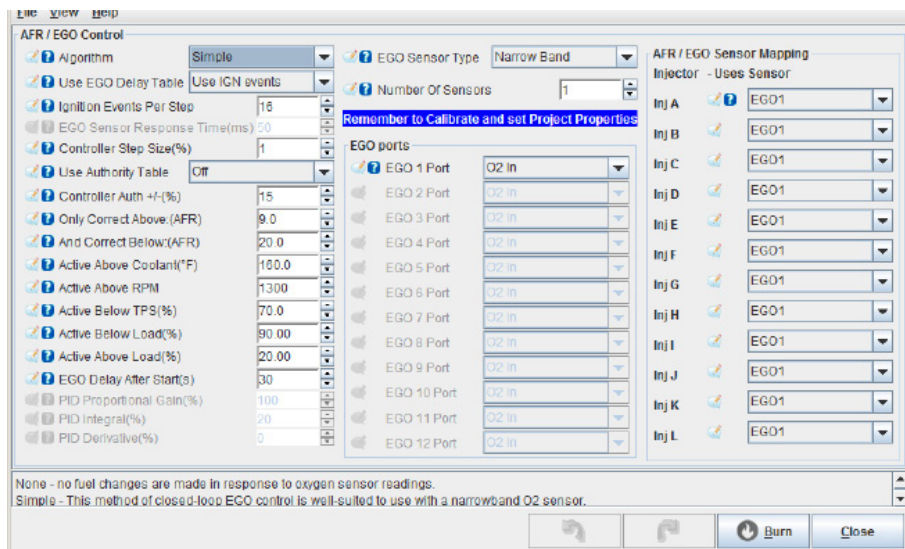 File View Help
AFR / EGO Control
Algorithm Simple
Use EGO Delay Table Use IGN events
Ignition Events Per Step 16
EGO Sensor Response Time(ms) 50
Controller Step Size(%) 1
Use Authority Table Off
Controller Auth +/-(%) 15
Only Correct Above:(AFR) 9.0
And Correct Below:(AFR) 20.0
Active Above Coolant(°F) 160.0
Active Above RPM 1300
Active Below TPS(%) 70.0
Active Below Load(%) 90.00
Active Above Load(%) 20.00
EGO Delay After Start(s) 30
PID Proportional Gain(%) 100
PID Integral(%) 20
PID Derivative(%) 0
EGO Sensor Type Narrow Band
Number Of Sensors 1
Remember to Calibrate and set Project Properties
EGO ports
EGO 1 Port O2 In
EGO 2 Port O2 In
EGO 3 Port O2 In
EGO 4 Port O2 In
EGO 5 Port O2 In
EGO 6 Port O2 In
EGO 7 Port O2 In
EGO 8 Port O2 In
EGO 9 Port O2 In
EGO 10 Port O2 In
EGO 11 Port O2 In
EGO 12 Port O2 In
AFR / EGO Sensor Mapping
Injector - Uses Sensor
Inj A EGO1
Inj B EGO1
Inj C EGO1
Inj D EGO1
Inj E EGO1
Inj F EGO1
Inj G EGO1
Inj H EGO1
Inj I EGO1
Inj J EGO1
Inj K EGO1
Inj L EGO1
None - no fuel changes are made in response to oxygen sensor readings.
Simple - This method of closed-loop EGO control is well-suited to use with a narrowband O2 sensor.
Burn Close